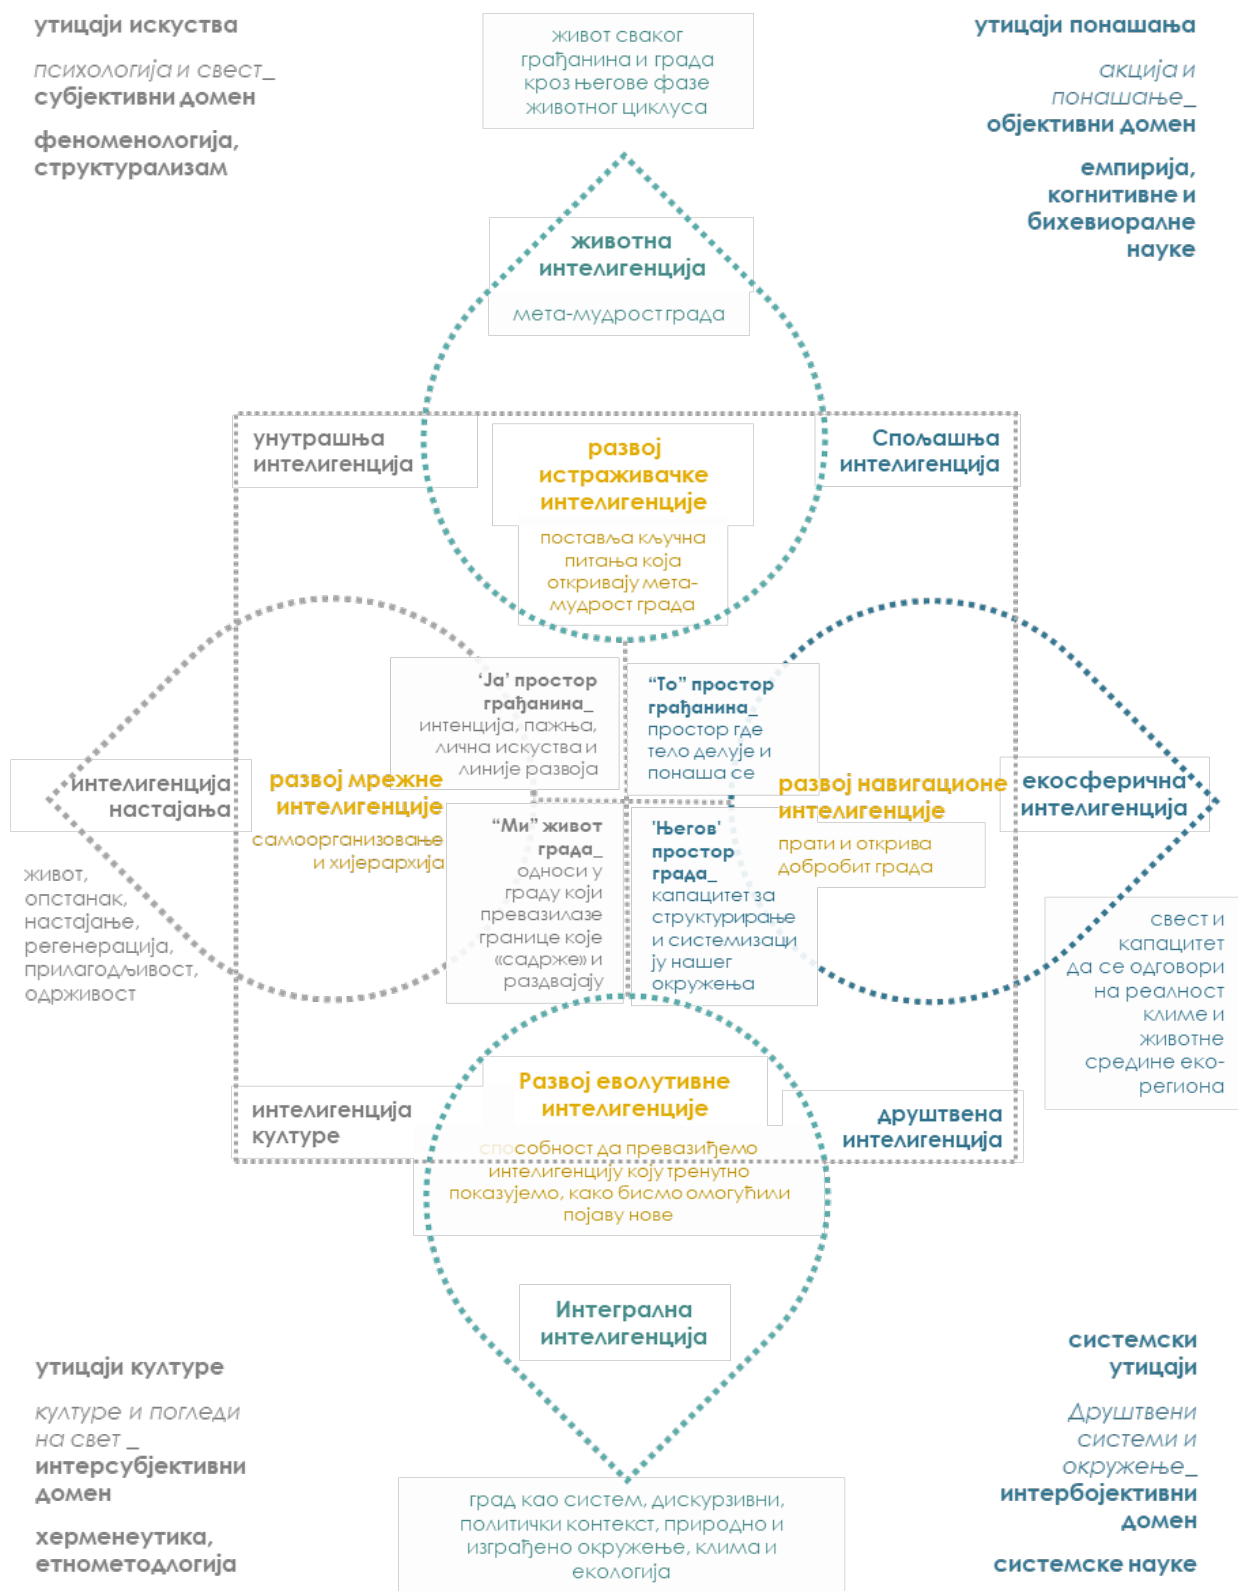 утицаји искуства
психологија и свест_
субјективни домен
феноменологија,
структурализам
живот сваког
грађанина и града
кроз његове фазе
животног циклуса
утицаји понашања
акција и
понашање_
објективни домен
емпирија,
когнитивне и
бихевиоралне
науке
животна
интелигенција
мета-мудрост града
унутрашња
интелигенција
развој
истраживачке
интелигенције
Спољашња
интелигенција
поставља кључна
питања која
откривају мета-
мудрост града
‘Ја’ простор
грађанина_
интенција, пажња,
лична искуства и
линије развоја
“То” простор
грађанина_
простор где
тело делује и
понаша се
интелигенција
настајања
развој мрежне
интелигенције
самоорганизовање
и хијерархија
развој навигационе
интелигенције
прати и открива
добробит града
екосферична
интелигенција
“Ми” живот
града_
односи у
граду који
превазилазе
границе које
«садрже» и
раздвајају
'Његов'
простор
града_
капацитет за
структурирање
и системизаци
ју нашег
окружења
живот,
опстанак,
настајање,
регенерација,
прилагодљивост,
одрживост
свест и
капацитет
да се одговори
на реалност
климе и
животне
средине еко-
региона
интелигенција
културе
Развој еволутивне
интелигенције
друштвена
интелигенција
способност да превазиђемо
интелигенцију коју тренутно
показујемо, како бисмо омогућили
појаву нове
Интегрална
интелигенција
утицаји културе
културе и погледи
на свет _
интерсубјективни
домен
херменеутика,
етнометодлогија
град као систем, дискурзивни,
политички контекст, природно и
изграђено окружење, клима и
екологија
системски
утицаји
Друштвени
системи и
окружење_
интербојективни
домен
системске науке